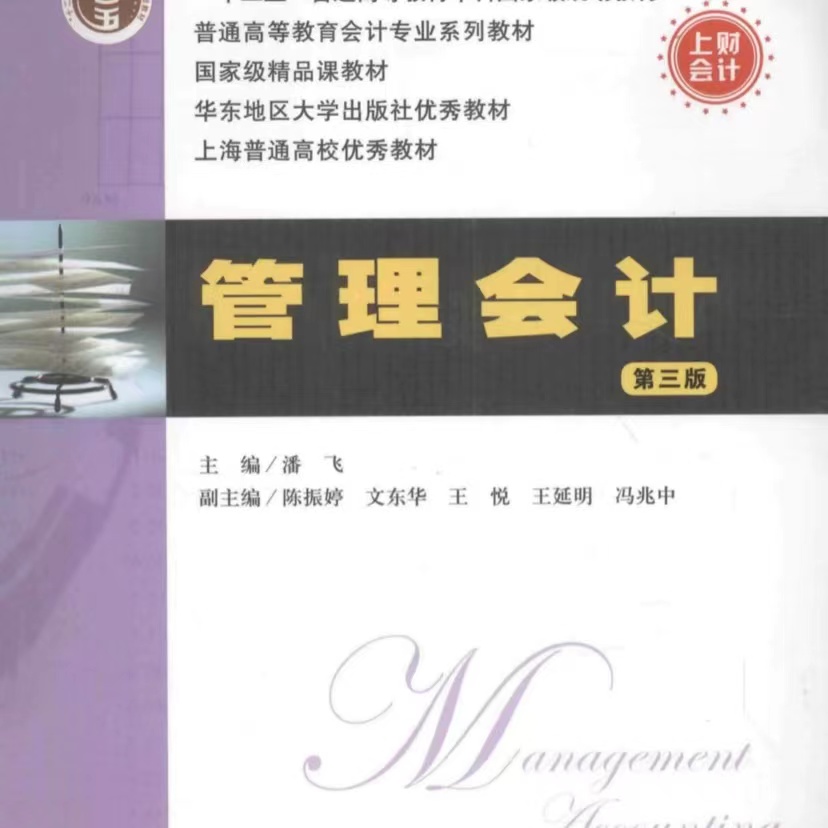 普通高等教育会计专业系列教材
国家级精品课教材
华东地区大学出版社优秀教材
上海普通高校优秀教材
上财
会计
管理会计
第三版
主 编/潘 飞
副主编/陈振婷 文东华 王 悦 王延明 冯兆中
Management
Accounting